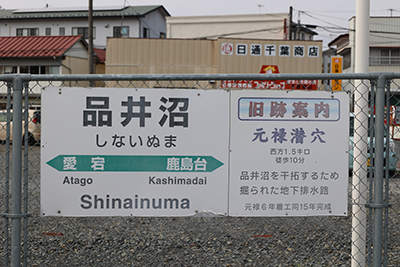 日通千葉商店
品井沼
しないぬま
愛宕 鹿島台
Atago Kashimadai
Shinainuma
旧跡案内
元禄潜穴
西方1.5キロ
徒歩10分
品井沼を干拓するため
掘られた地下排水路
元禄6年着工同15年完成